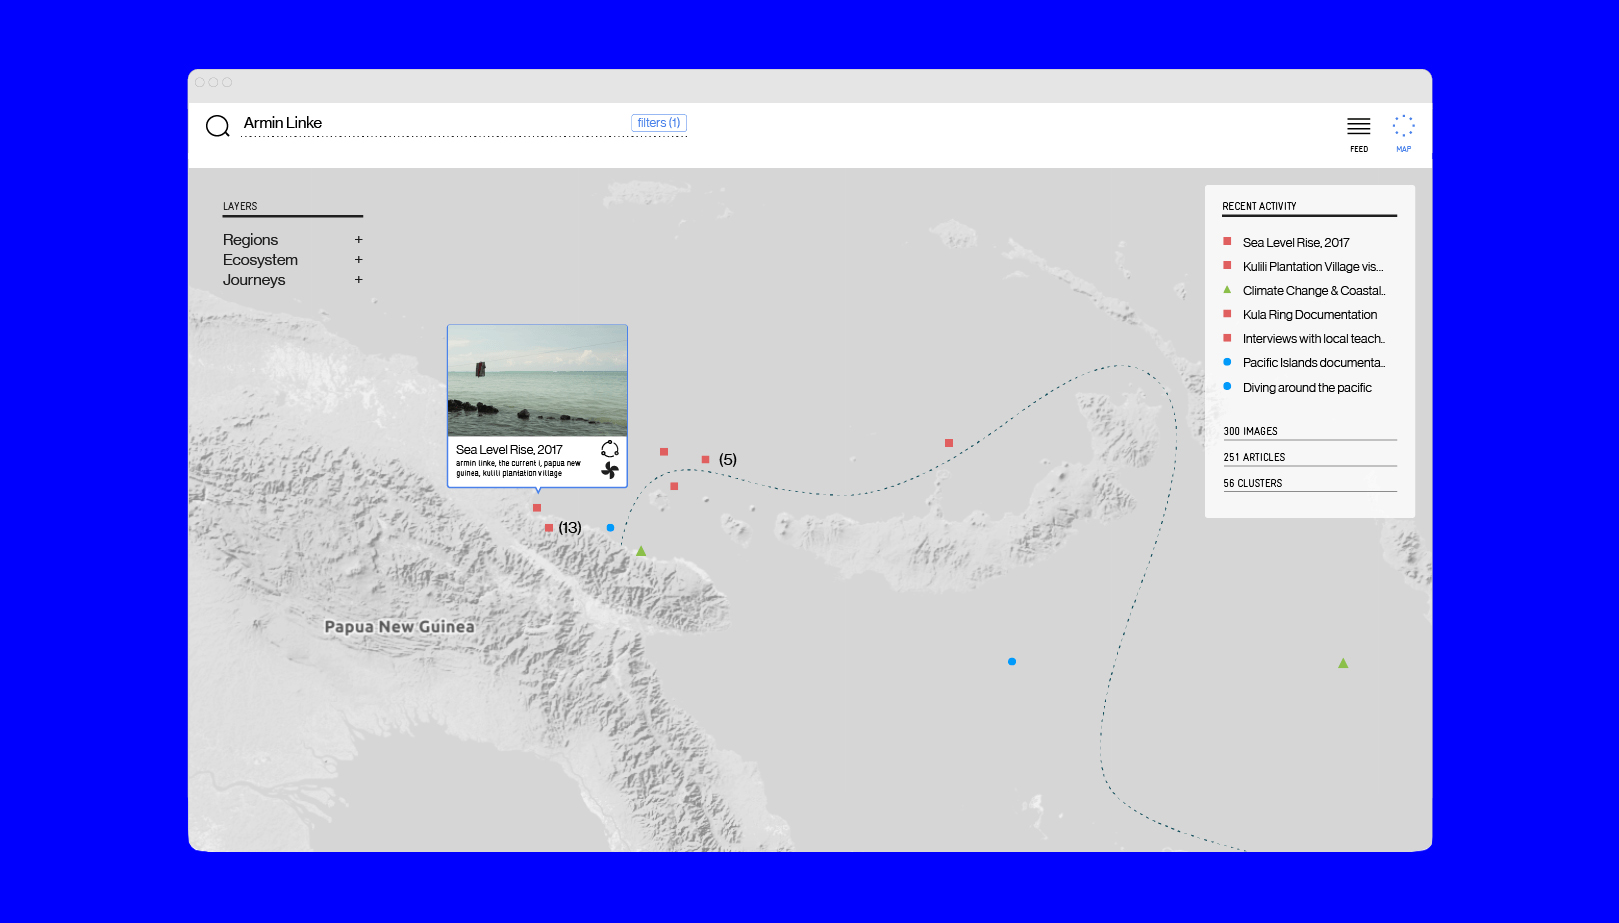 Armin Linke
filters (1)
FEED
MAP
LAYERS
Regions +
Ecosystem +
Journeys +
RECENT ACTIVITY
Sea Level Rise, 2017
Kulili Plantation Village vis...
Climate Change & Coastal..
Kula Ring Documentation
Interviews with local teach..
Pacific Islands documenta..
Diving around the pacific
300 IMAGES
251 ARTICLES
56 CLUSTERS
Sea Level Rise, 2017
armin linke, the current i, papua new
guinea, kulili plantation village
(5)
(13)
Papua New Guinea